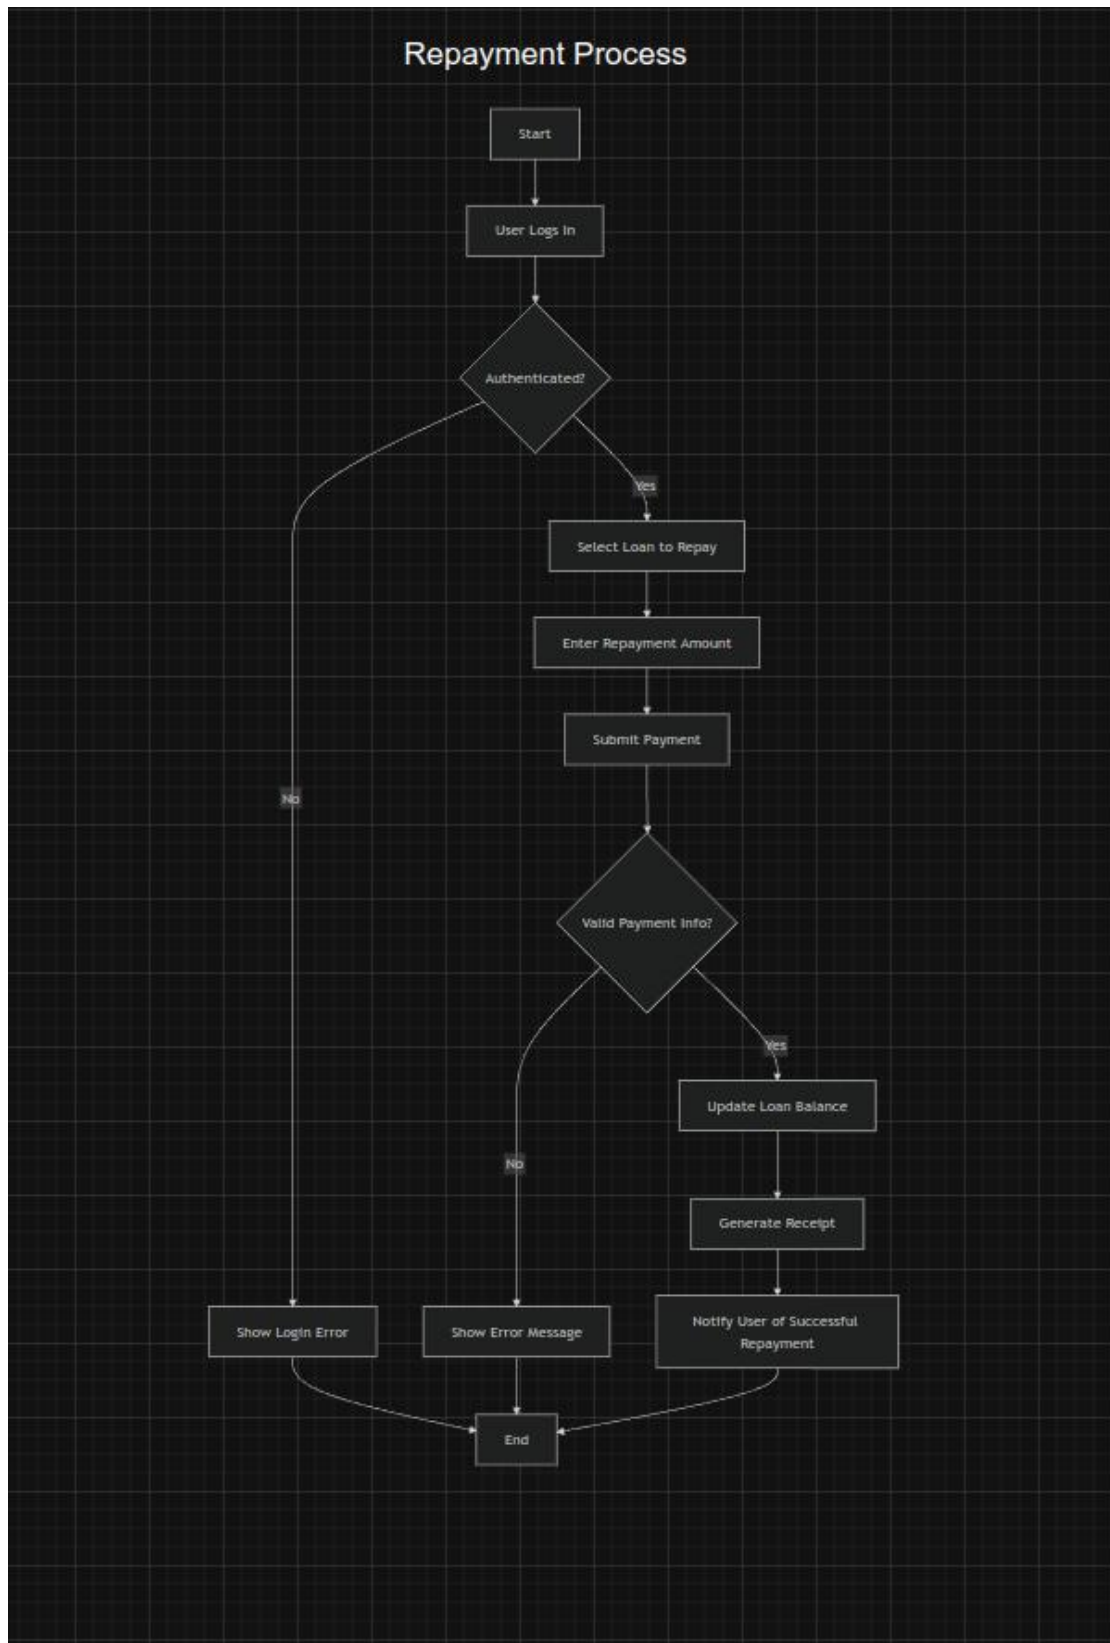 Repayment Process
Start
User Logs In
Authenticated?
Yes
Select Loan to Repay
Enter Repayment Amount
Submit Payment
No
Valid Payment Info?
Yes
Update Loan Balance
No
Generate Receipt
Notify User of Successful
Repayment
Show Login Error
Show Error Message
End